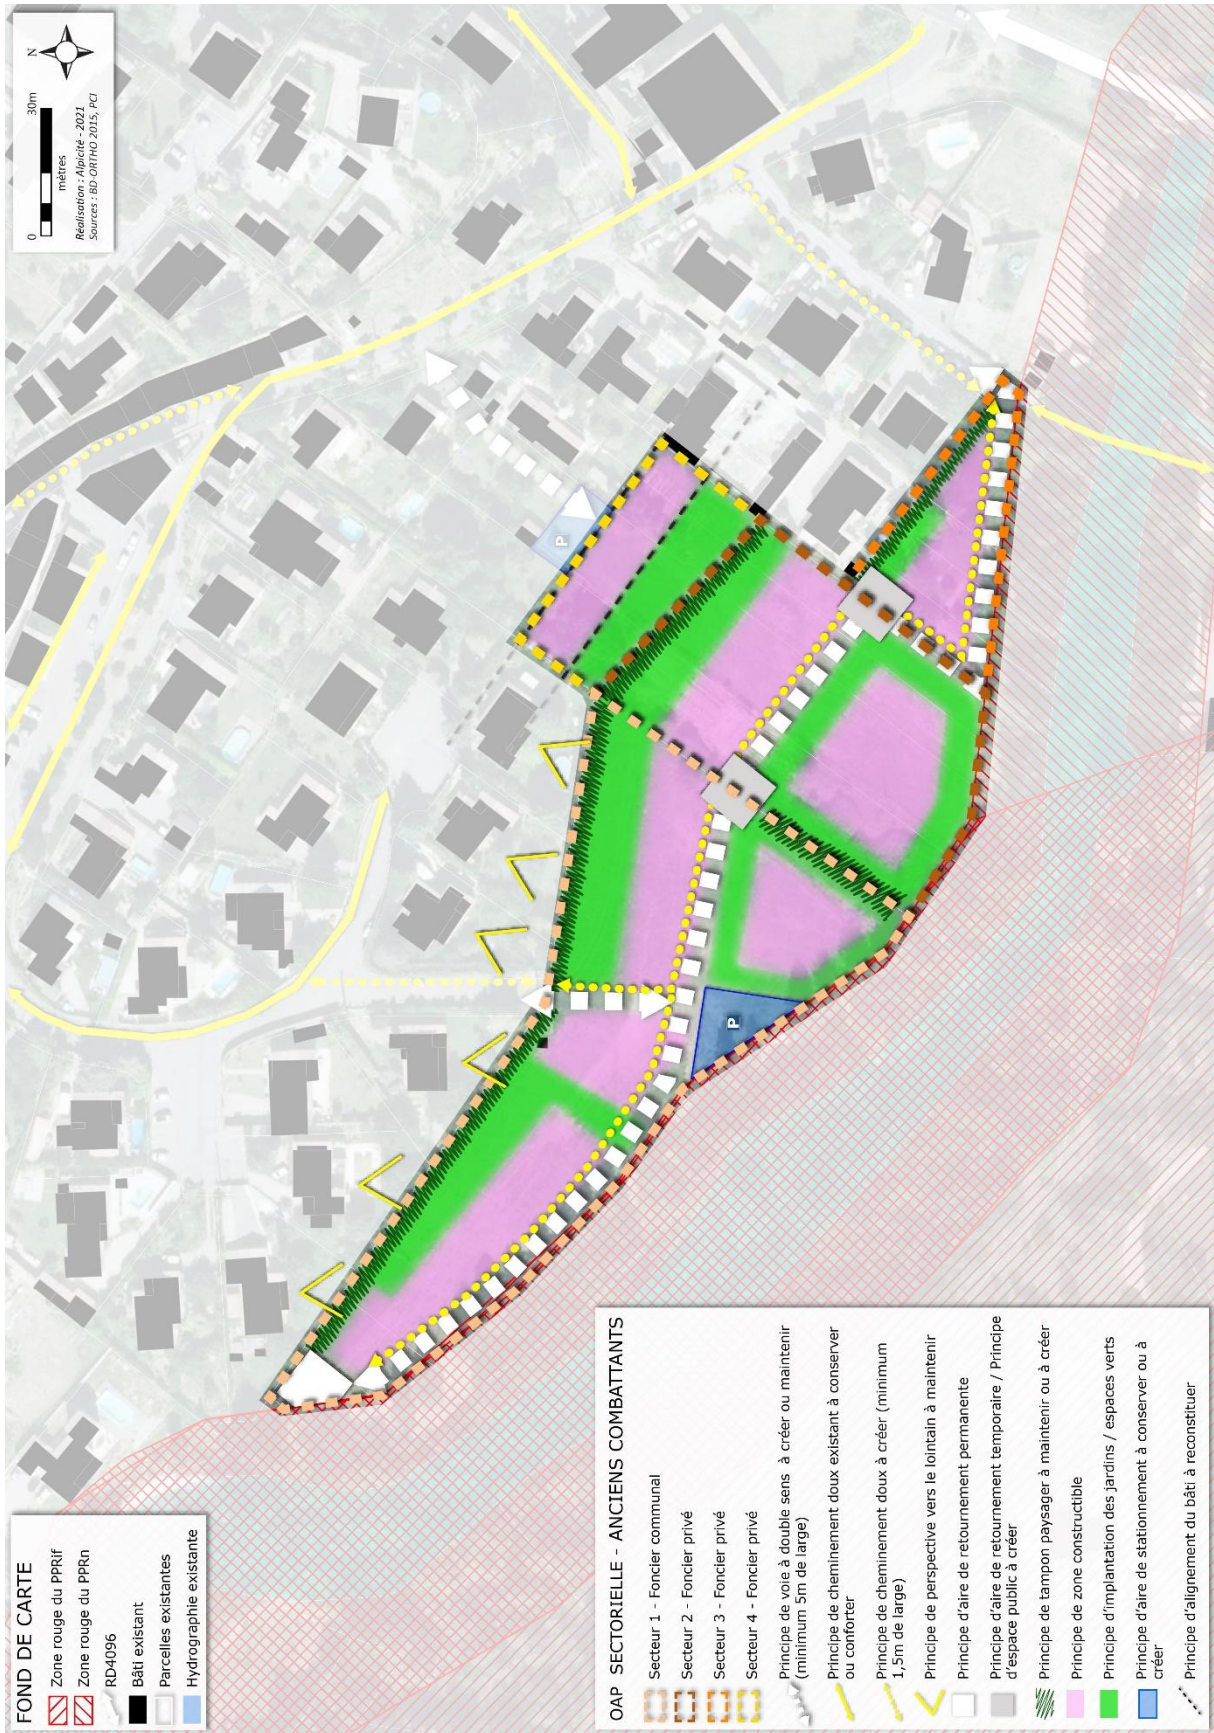 FOND DE CARTE
Zone rouge du PPRif
Zone rouge du PPRn
RD4096
Bâti existant
Parcelles existantes
Hydrographie existante
OAP SECTORIELLE - ANCIENS COMBATTANTS
Secteur 1 - Foncier communal
Secteur 2 - Foncier privé
Secteur 3 - Foncier privé
Secteur 4 - Foncier privé
Principe de voie à double sens à créer ou maintenir
(minimum 5m de large)
Principe de cheminement doux existant à conserver
ou conforter
Principe de cheminement doux à créer (minimum
1,5m de large)
Principe de perspective vers le lointain à maintenir
Principe d'aire de retournement permanente
Principe d'aire de retournement temporaire / Principe
d'espace public à créer
Principe de tampon paysager à maintenir ou à créer
Principe de zone constructible
Principe d'implantation des jardins / espaces verts
Principe d'aire de stationnement à conserver ou à
créer
Principe d'alignement du bâti à reconstituer
P
P
N
0 30m
mètres
Réalisation : Alpicité - 2021
Sources : BD-ORTHO 2015, PCI